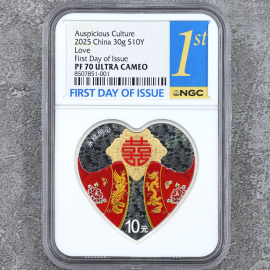 Auspicious Culture
2025 China 30g S10Y
Love
First Day of Issue
PF 70 ULTRA CAMEO
8507851-001
1st
FIRST DAY OF ISSUE
NGC
囍
10元